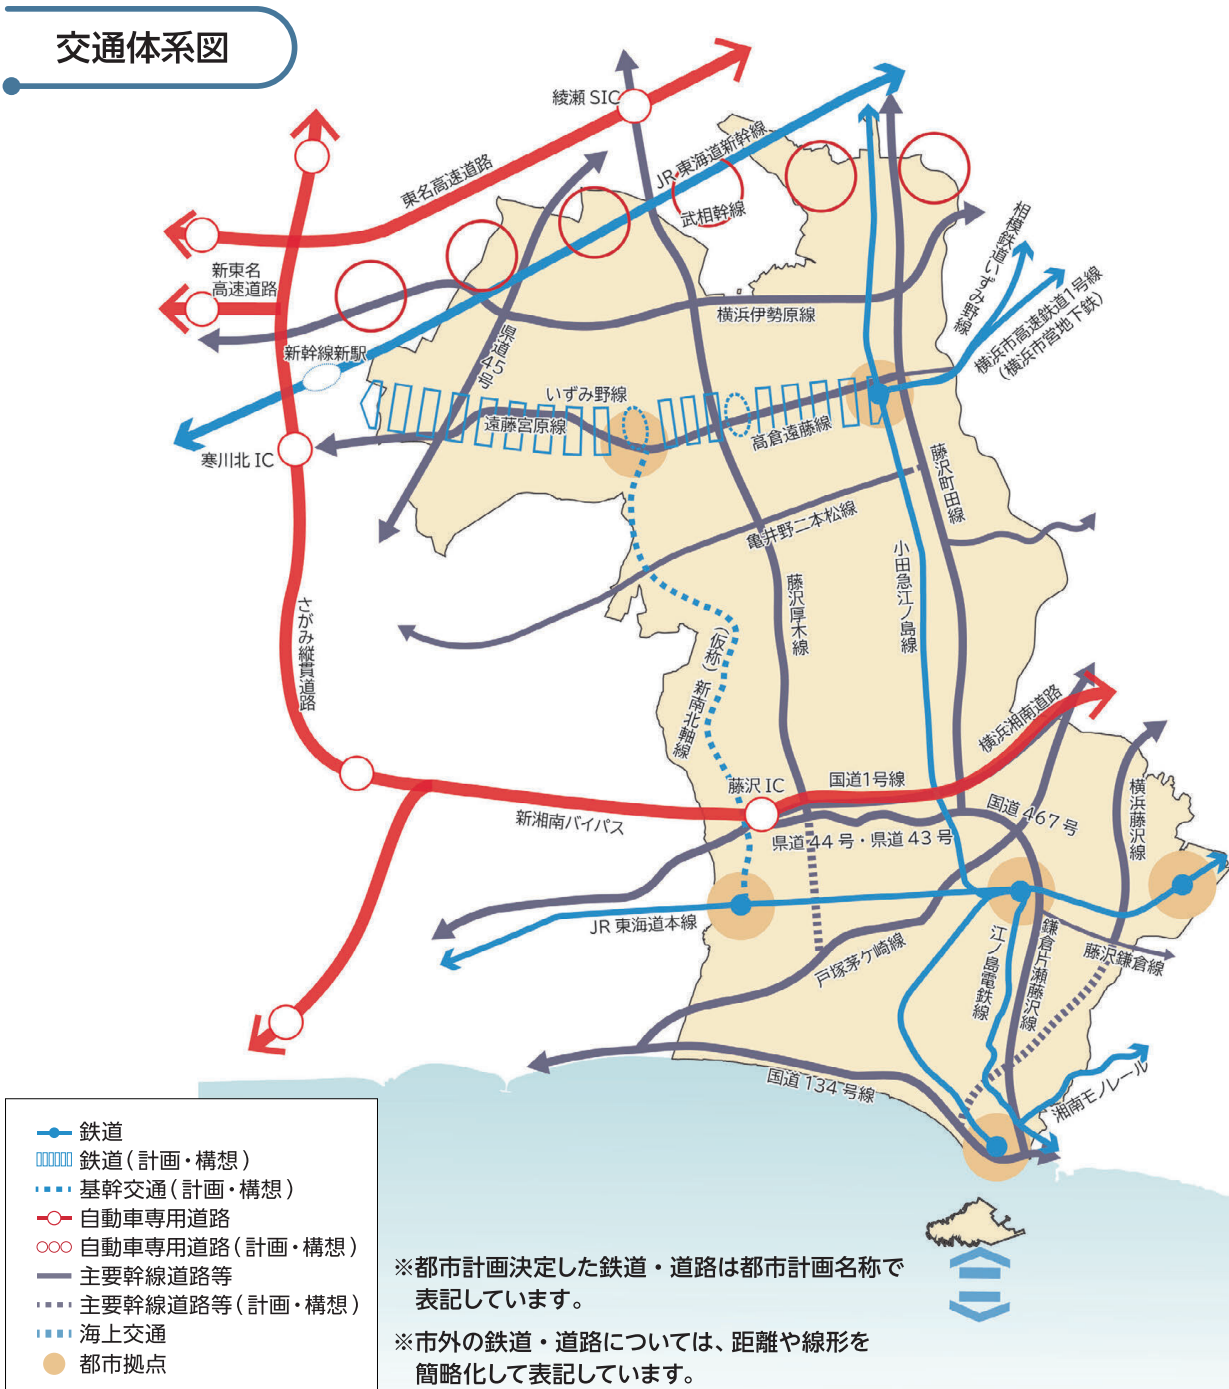 交通体系図
綾瀬 SIC
東名高速道路
JR 東海道新幹線
武相幹線
新東名
高速道路
相模鉄道いずみ野線
横浜市高速鉄道1号線
(横浜市営地下鉄)
横浜伊勢原線
新幹線新駅
県道45号
いずみ野線
遠藤宮原線
高倉遠藤線
寒川北 IC
藤沢町田線
亀井野二本松線
小田急江ノ島線
藤沢厚木線
さがみ縦貫道路
(仮称)新南北軸線
横浜湘南道路
藤沢 IC
国道1号線
新湘南バイパス
国道 467 号
横浜藤沢線
県道 44 号・県道 43 号
JR 東海道本線
戸塚茅ケ崎線
江ノ島電鉄線
鎌倉片瀬藤沢線
藤沢鎌倉線
国道 134 号線
湘南モノレール
鉄道
鉄道(計画・構想)
基幹交通(計画・構想)
自動車専用道路
自動車専用道路(計画・構想)
主要幹線道路等
主要幹線道路等(計画・構想)
海上交通
都市拠点
※都市計画決定した鉄道・道路は都市計画名称で
表記しています。
※市外の鉄道・道路については、距離や線形を
簡略化して表記しています。